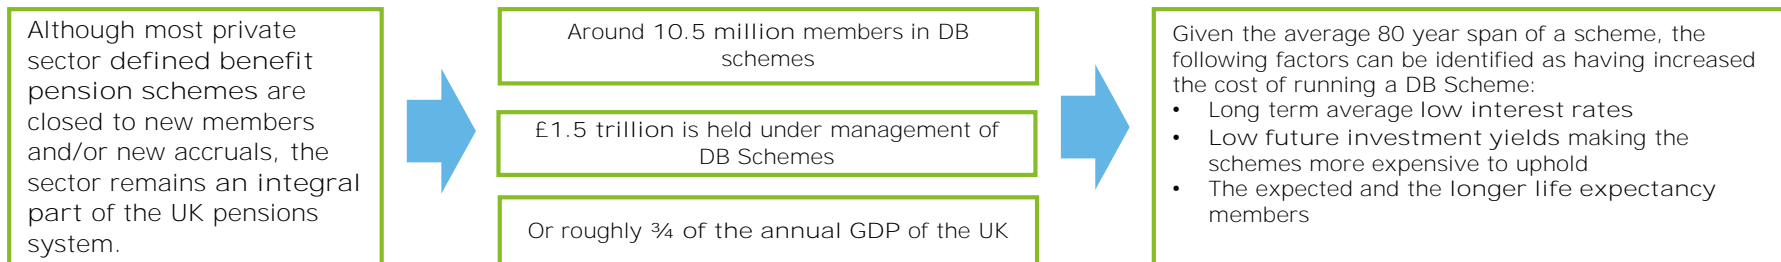 Although most private
sector defined benefit
pension schemes are
closed to new members
and/or new accruals, the
sector remains an integral
part of the UK pensions
system.
Around 10.5 million members in DB
schemes
£1.5 trillion is held under management of
DB Schemes
Or roughly ¾ of the annual GDP of the UK
Given the average 80 year span of a scheme, the
following factors can be identified as having increased
the cost of running a DB Scheme:
• Long term average low interest rates
• Low future investment yields making the
schemes more expensive to uphold
• The expected and the longer life expectancy
members